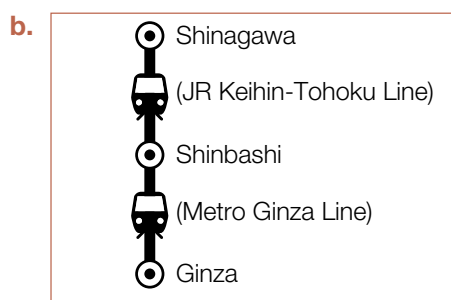 b.
Shinagawa
(JR Keihin-Tohoku Line)
Shinbashi
(Metro Ginza Line)
Ginza